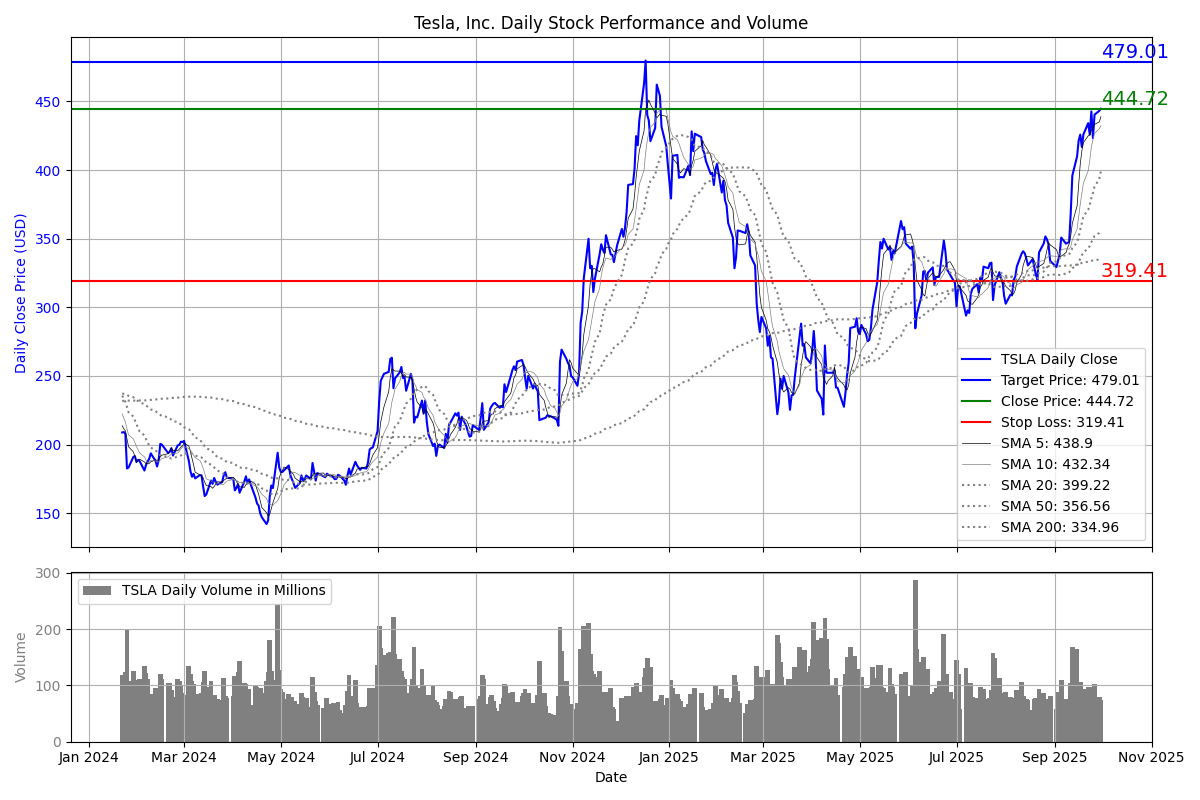 Tesla, Inc. Daily Stock Performance and Volume
479.01
444.72
319.41
450
400
350
300
250
200
150
Daily Close Price (USD)
TSLA Daily Close
Target Price: 479.01
Close Price: 444.72
Stop Loss: 319.41
SMA 5: 438.9
SMA 10: 432.34
SMA 20: 399.22
SMA 50: 356.56
SMA 200: 334.96
300
200
100
0
Volume
TSLA Daily Volume in Millions
Jan 2024 Mar 2024 May 2024 Jul 2024 Sep 2024 Nov 2024 Jan 2025 Mar 2025 May 2025 Jul 2025 Sep 2025 Nov 2025
Date